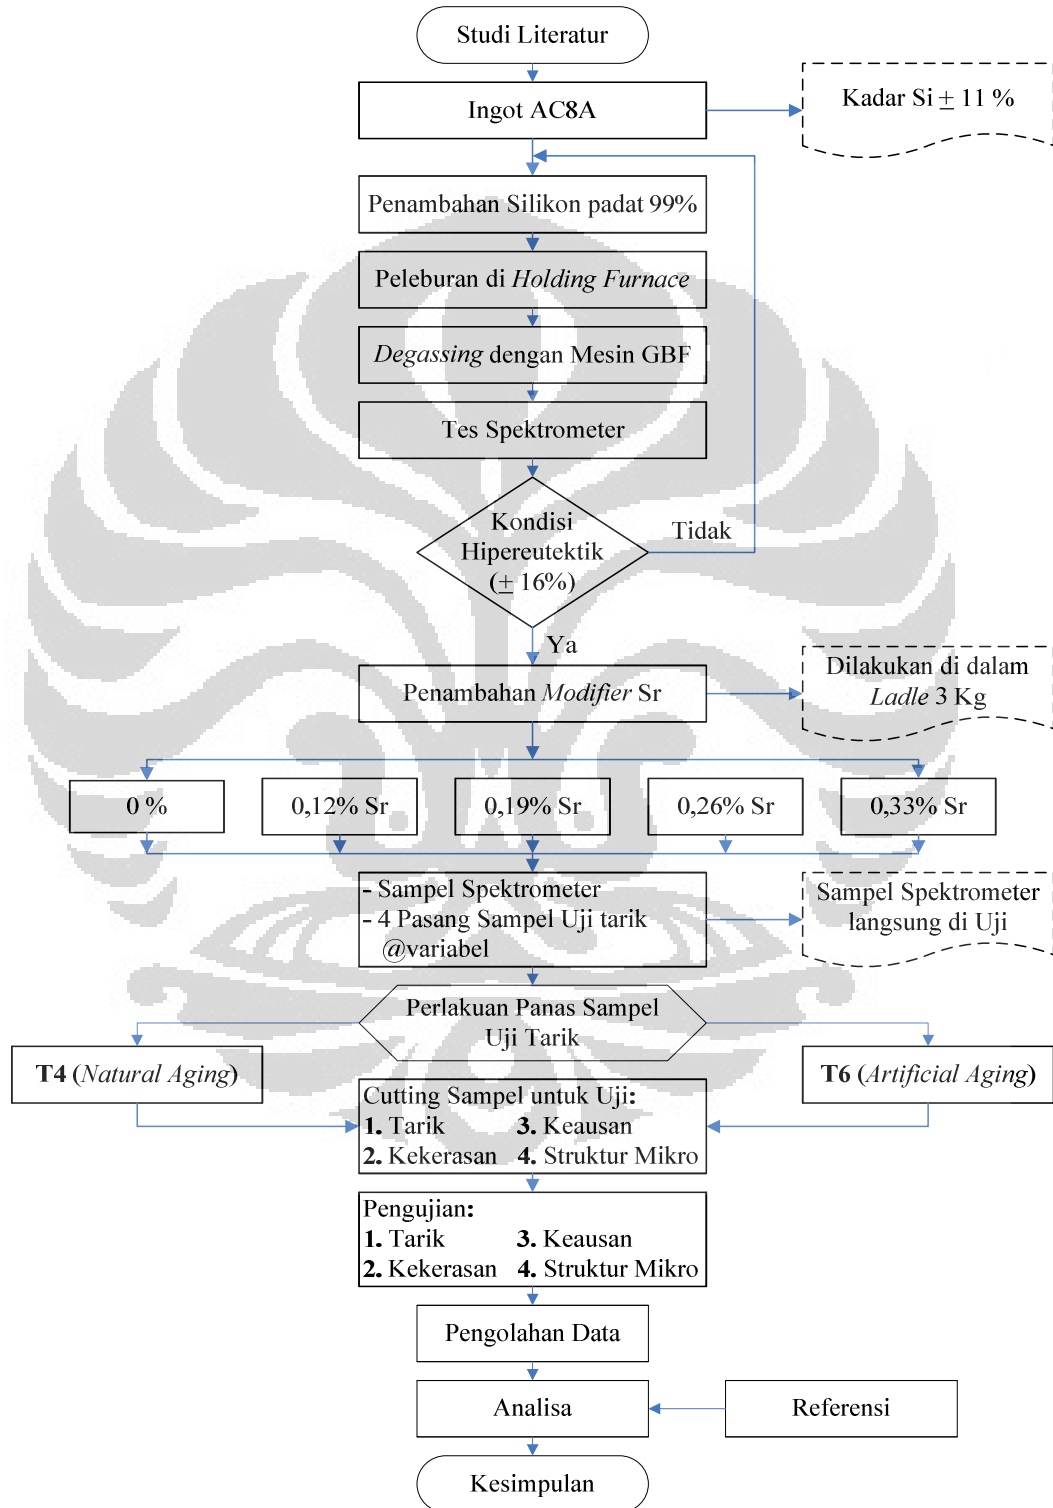 Studi Literatur
Ingot AC8A
Kadar Si ± 11 %
Penambahan Silikon padat 99%
Peleburan di Holding Furnace
Degassing dengan Mesin GBF
Tes Spektrometer
Kondisi
Hipereutektik
(± 16%)
Tidak
Ya
Penambahan Modifier Sr
Dilakukan di dalam
Ladle 3 Kg
0 %
0,12% Sr
0,19% Sr
0,26% Sr
0,33% Sr
- Sampel Spektrometer
- 4 Pasang Sampel Uji tarik
@variabel
Sampel Spektrometer
langsung di Uji
Perlakuan Panas Sampel
Uji Tarik
T4 (Natural Aging)
T6 (Artificial Aging)
Cutting Sampel untuk Uji:
1. Tarik 3. Keausan
2. Kekerasan 4. Struktur Mikro
Pengujian:
1. Tarik 3. Keausan
2. Kekerasan 4. Struktur Mikro
Pengolahan Data
Analisa
Referensi
Kesimpulan